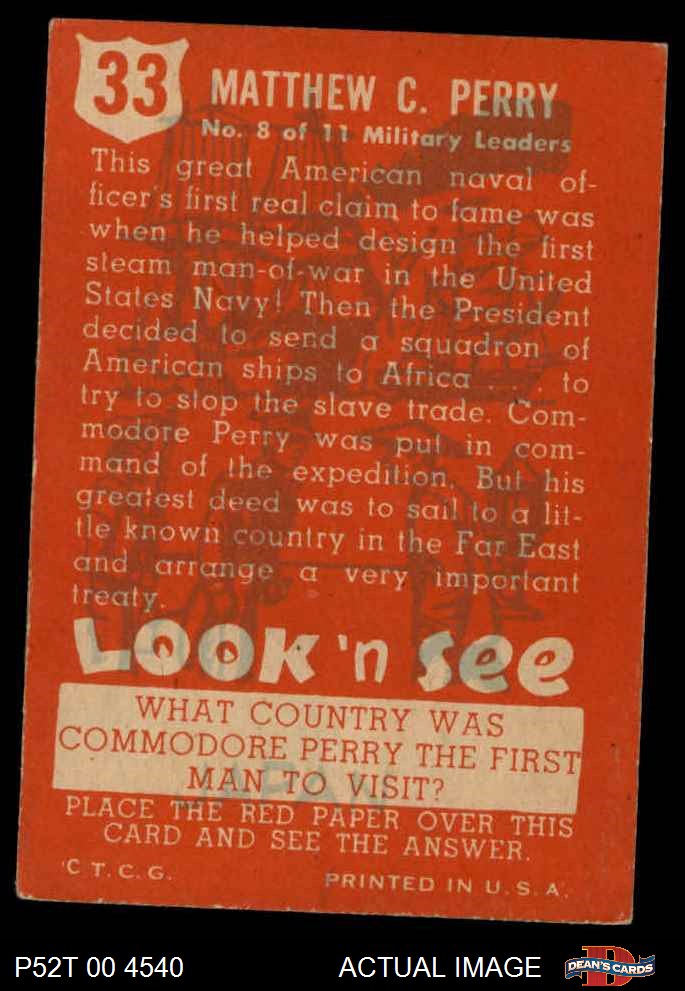 33
MATTHEW C. PERRY
No. 8 of 11 Military Leaders
This great American naval of-
ficer's first real claim to fame was
when he helped design the first
steam man-of-war in the United
States Navy! Then the President
decided to send a squadron of
American ships to Africa . . . . to
try to stop the slave trade. Com-
modore Perry was put in com-
mand of the expedition. But his
greatest deed was to sail to a lit-
tle known country in the Far East
and arrange a very important
treaty.
LOOK 'n SEE
WHAT COUNTRY WAS
COMMODORE PERRY THE FIRST
MAN TO VISIT?
JAPAN
PLACE THE RED PAPER OVER THIS
CARD AND SEE THE ANSWER.
©T.C.G. PRINTED IN U.S.A.
P52T 00 4540 ACTUAL IMAGE DEAN'S CARDS